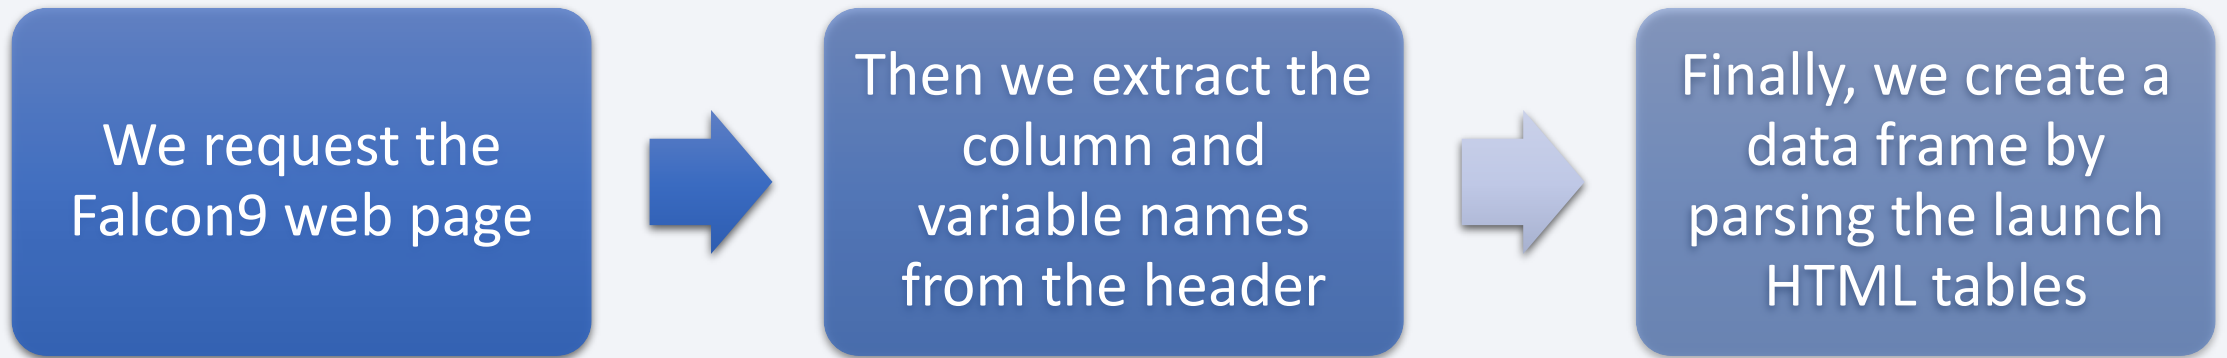 We request the
Falcon9 web page
Then we extract the
column and
variable names
from the header
Finally, we create a
data frame by
parsing the launch
HTML tables